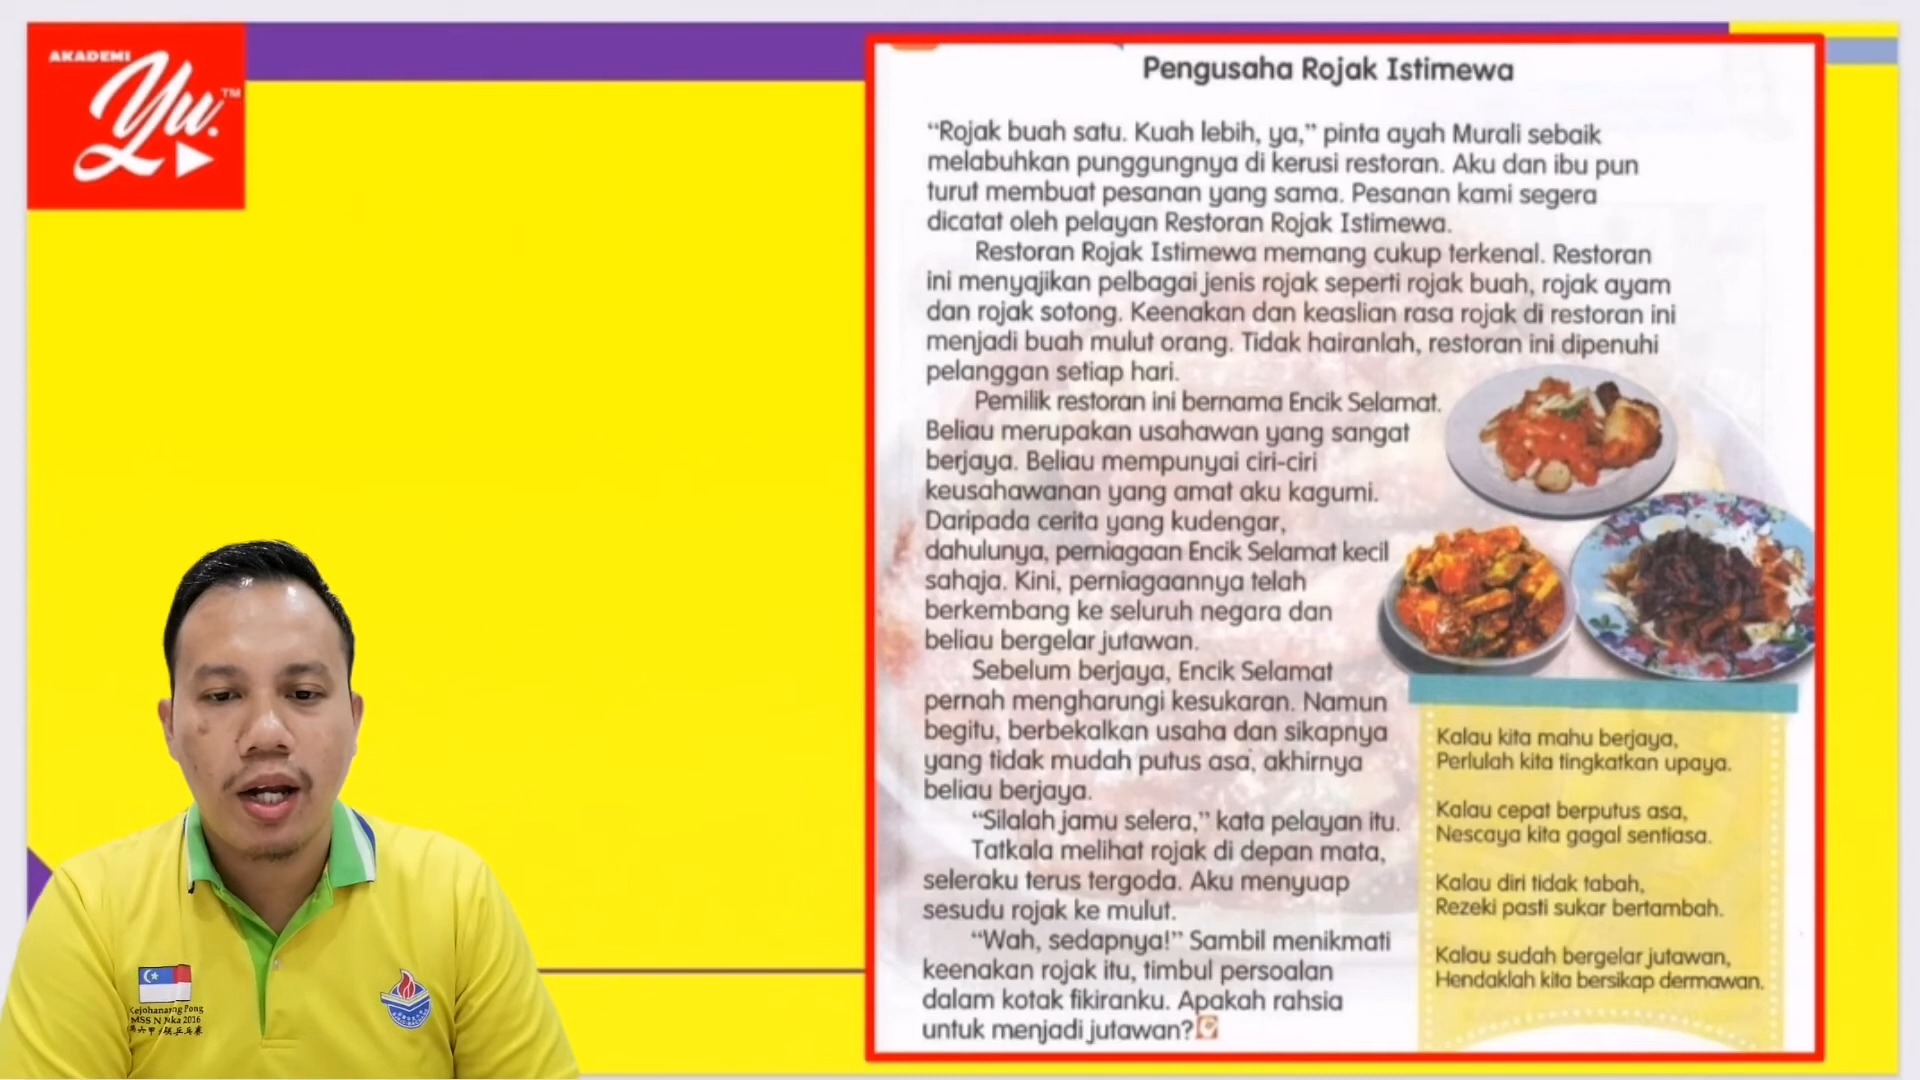 AKADEMI
Yu.
TM
Pengusaha Rojak Istimewa
“Rojak buah satu. Kuah lebih, ya,” pinta ayah Murali sebaik
melabuhkan punggungnya di kerusi restoran. Aku dan ibu pun
turut membuat pesanan yang sama. Pesanan kami segera
dicatat oleh pelayan Restoran Rojak Istimewa.
Restoran Rojak Istimewa memang cukup terkenal. Restoran
ini menyajikan pelbagai jenis rojak seperti rojak buah, rojak ayam
dan rojak sotong. Keenakan dan keaslian rasa rojak di restoran ini
menjadi buah mulut orang. Tidak hairanlah, restoran ini dipenuhi
pelanggan setiap hari.
Pemilik restoran ini bernama Encik Selamat.
Beliau merupakan usahawan yang sangat
berjaya. Beliau mempunyai ciri-ciri
keusahawanan yang amat aku kagumi.
Daripada cerita yang kudengar,
dahulunya, perniagaan Encik Selamat kecil
sahaja. Kini, perniagaannya telah
berkembang ke seluruh negara dan
beliau bergelar jutawan.
Sebelum berjaya, Encik Selamat
pernah mengharungi kesukaran. Namun
begitu, berbekalkan usaha dan sikapnya
yang tidak mudah putus asa, akhirnya
beliau berjaya.
“Silalah jamu selera,” kata pelayan itu.
Tatkala melihat rojak di depan mata,
seleraku terus tergoda. Aku menyuap
sesudu rojak ke mulut.
“Wah, sedapnya!” Sambil menikmati
keenakan rojak itu, timbul persoalan
dalam kotak fikiranku. Apakah rahsia
untuk menjadi jutawan?
Kalau kita mahu berjaya,
Perlulah kita tingkatkan upaya.
Kalau cepat berputus asa,
Nescaya kita gagal sentiasa.
Kalau diri tidak tabah,
Rezeki pasti sukar bertambah.
Kalau sudah bergelar jutawan,
Hendaklah kita bersikap dermawan.
Pong
MSS 2016